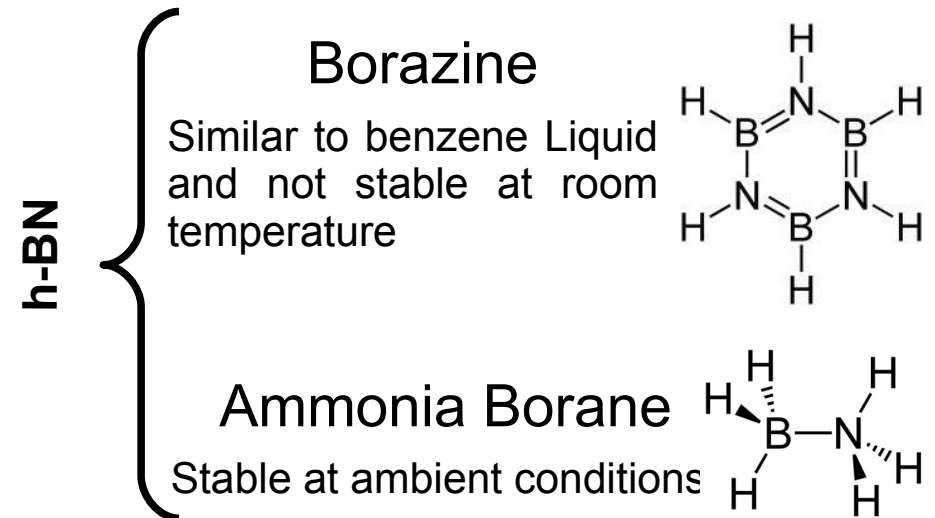 h-BN
Borazine
Similar to benzene Liquid
and not stable at room
temperature
H
N
H B B H
N N
H B H
H
Ammonia Borane
Stable at ambient conditions
H H
H
B N
H
H H